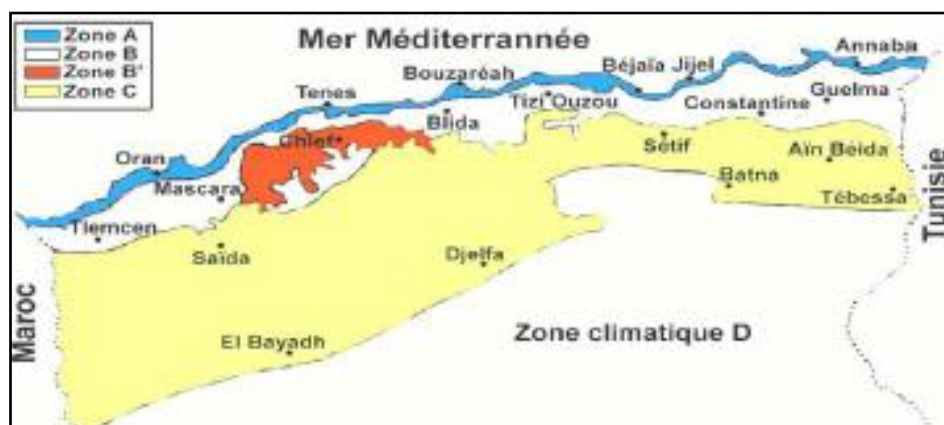 Zone A
Zone B
Zone B'
Zone C
Mer Méditerrannée
Annaba
Bouzaréah
Béjaïa Jijel
Guelma
Tenes
Tizi Ouzou
Constantine
Blida
Chlef
Sétif
Aïn Béida
Oran
Mascara
Batna
Tébessa
Tunisie
Tlemcen
Saïda
Djelfa
Maroc
Zone climatique D
El Bayadh